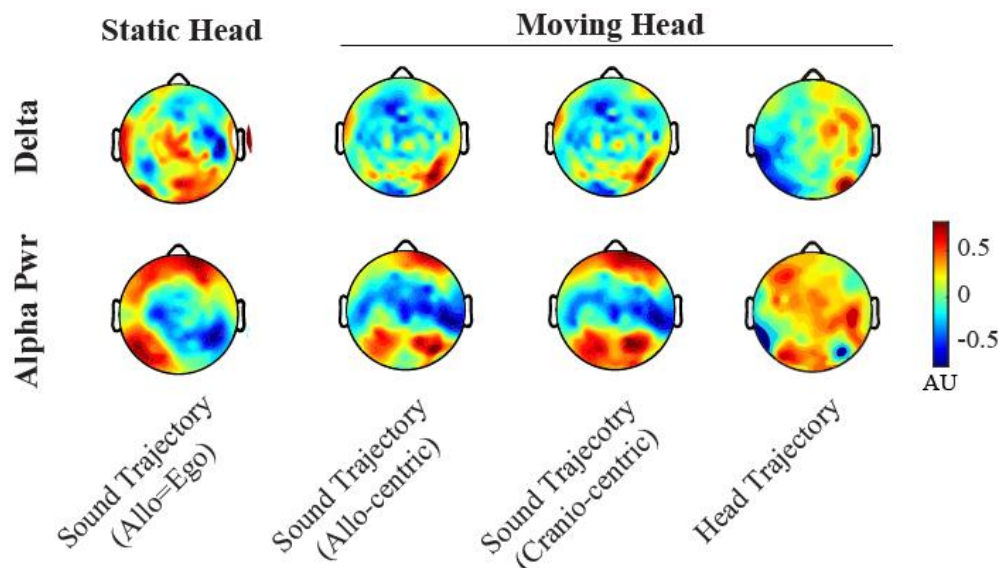 Static Head
Moving Head
Delta
Alpha Pwr
0.5
0
-0.5
AU
Sound Trajectory
(Allo=Ego)
Sound Trajectory
(Allo-centric)
Sound Trajecotry
(Cranio-centric)
Head Trajectory